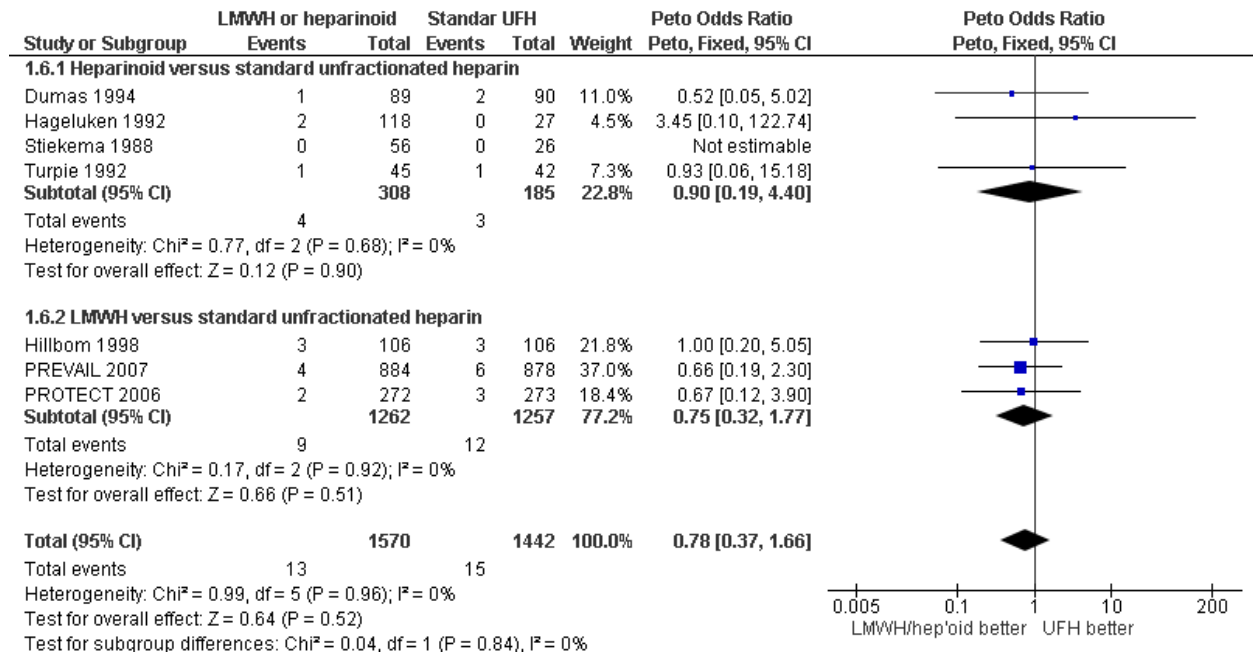 LMWH or heparinoid Standar UFH Peto Odds Ratio Peto Odds Ratio
Study or Subgroup Events Total Events Total Weight Peto, Fixed, 95% CI Peto, Fixed, 95% CI
1.6.1 Heparinoid versus standard unfractionated heparin
Dumas 1994 1 89 2 90 11.0% 0.52 [0.05, 5.02]
Hageluken 1992 2 118 0 27 4.5% 3.45 [0.10, 122.74]
Stiekema 1988 0 56 0 26 Not estimable
Turpie 1992 1 45 1 42 7.3% 0.93 [0.06, 15.18]
Subtotal (95% CI) 308 185 22.8% 0.90 [0.19, 4.40]
Total events 4 3
Heterogeneity: Chi² = 0.77, df = 2 (P = 0.68); I² = 0%
Test for overall effect: Z = 0.12 (P = 0.90)
1.6.2 LMWH versus standard unfractionated heparin
Hillbom 1998 3 106 3 106 21.8% 1.00 [0.20, 5.05]
PREVAIL 2007 4 884 6 878 37.0% 0.66 [0.19, 2.30]
PROTECT 2006 2 272 3 273 18.4% 0.67 [0.12, 3.90]
Subtotal (95% CI) 1262 1257 77.2% 0.75 [0.32, 1.77]
Total events 9 12
Heterogeneity: Chi² = 0.17, df = 2 (P = 0.92); I² = 0%
Test for overall effect: Z = 0.66 (P = 0.51)
Total (95% CI) 1570 1442 100.0% 0.78 [0.37, 1.66]
Total events 13 15
Heterogeneity: Chi² = 0.99, df = 5 (P = 0.96); I² = 0%
Test for overall effect: Z = 0.64 (P = 0.52)
Test for subgroup differences: Chi² = 0.04, df = 1 (P = 0.84), I² = 0%
0.005 0.1 1 10 200
LMWH/hep'oid better UFH better